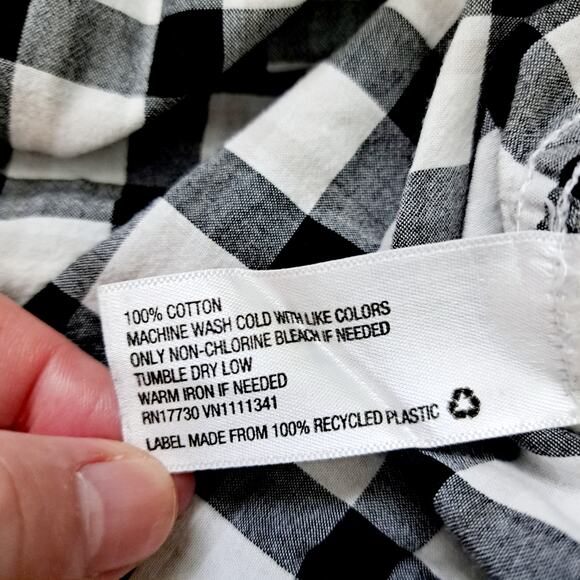 100% COTTON
MACHINE WASH COLD WITH LIKE COLORS
ONLY NON-CHLORINE BLEACH IF NEEDED
TUMBLE DRY LOW
WARM IRON IF NEEDED
RN17730 VN1111341
LABEL MADE FROM 100% RECYCLED PLASTIC